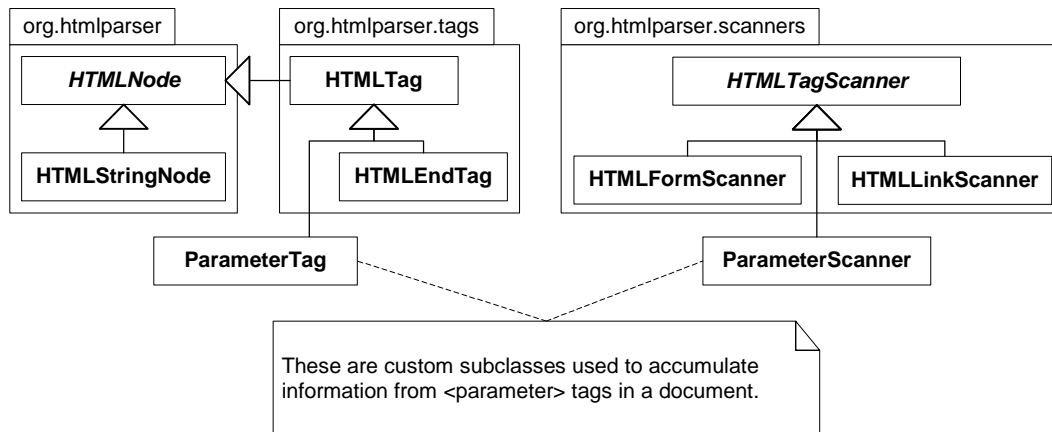 org.htmlparser
org.htmlparser.tags
org.htmlparser.scanners
HTMLNode
HTMLTag
HTMLTagScanner
HTMLStringNode
HTMLEndTag
HTMLFormScanner
HTMLLinkScanner
ParameterTag
ParameterScanner
These are custom subclasses used to accumulate
information from <parameter> tags in a document.